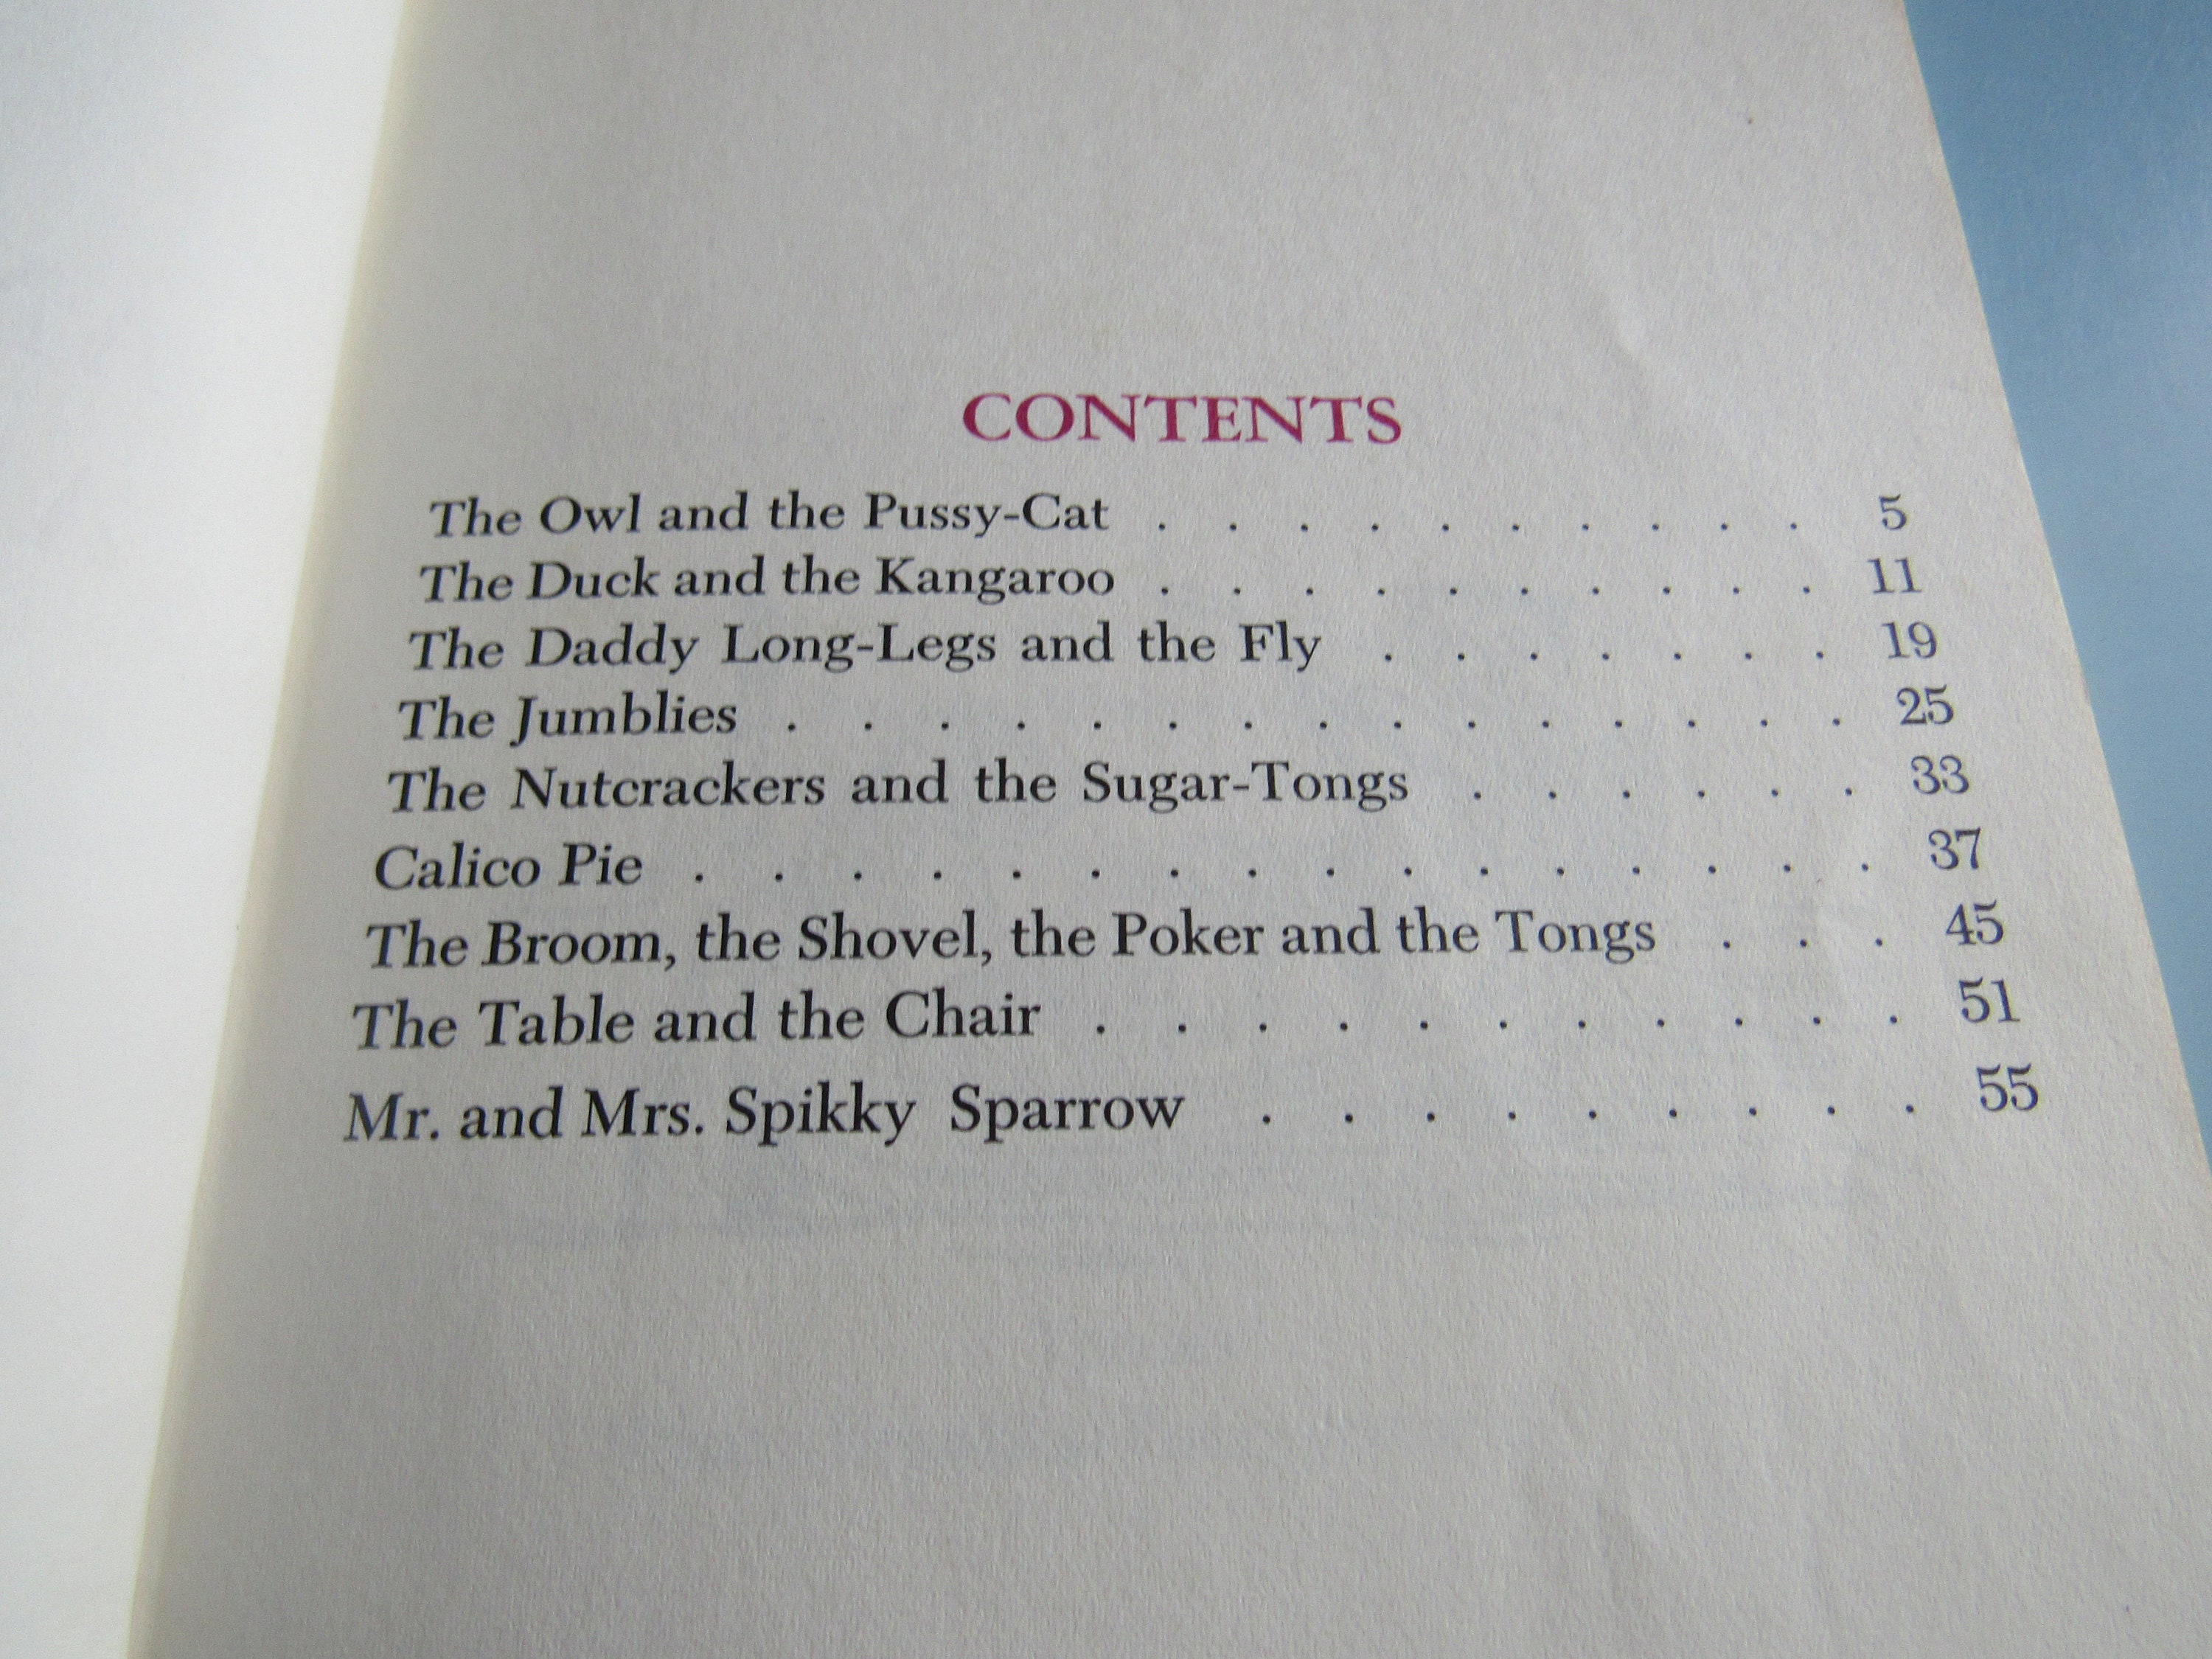 CONTENTS
The Owl and the Pussy-Cat . . . . . . . . . . 5
The Duck and the Kangaroo . . . . . . . . . . 11
The Daddy Long-Legs and the Fly . . . . . . . 19
The Jumblies . . . . . . . . . . . . . . . 25
The Nutcrackers and the Sugar-Tongs . . . . . . 33
Calico Pie . . . . . . . . . . . . . . . . 37
The Broom, the Shovel, the Poker and the Tongs . . . 45
The Table and the Chair . . . . . . . . . . . 51
Mr. and Mrs. Spikky Sparrow . . . . . . . . . 55